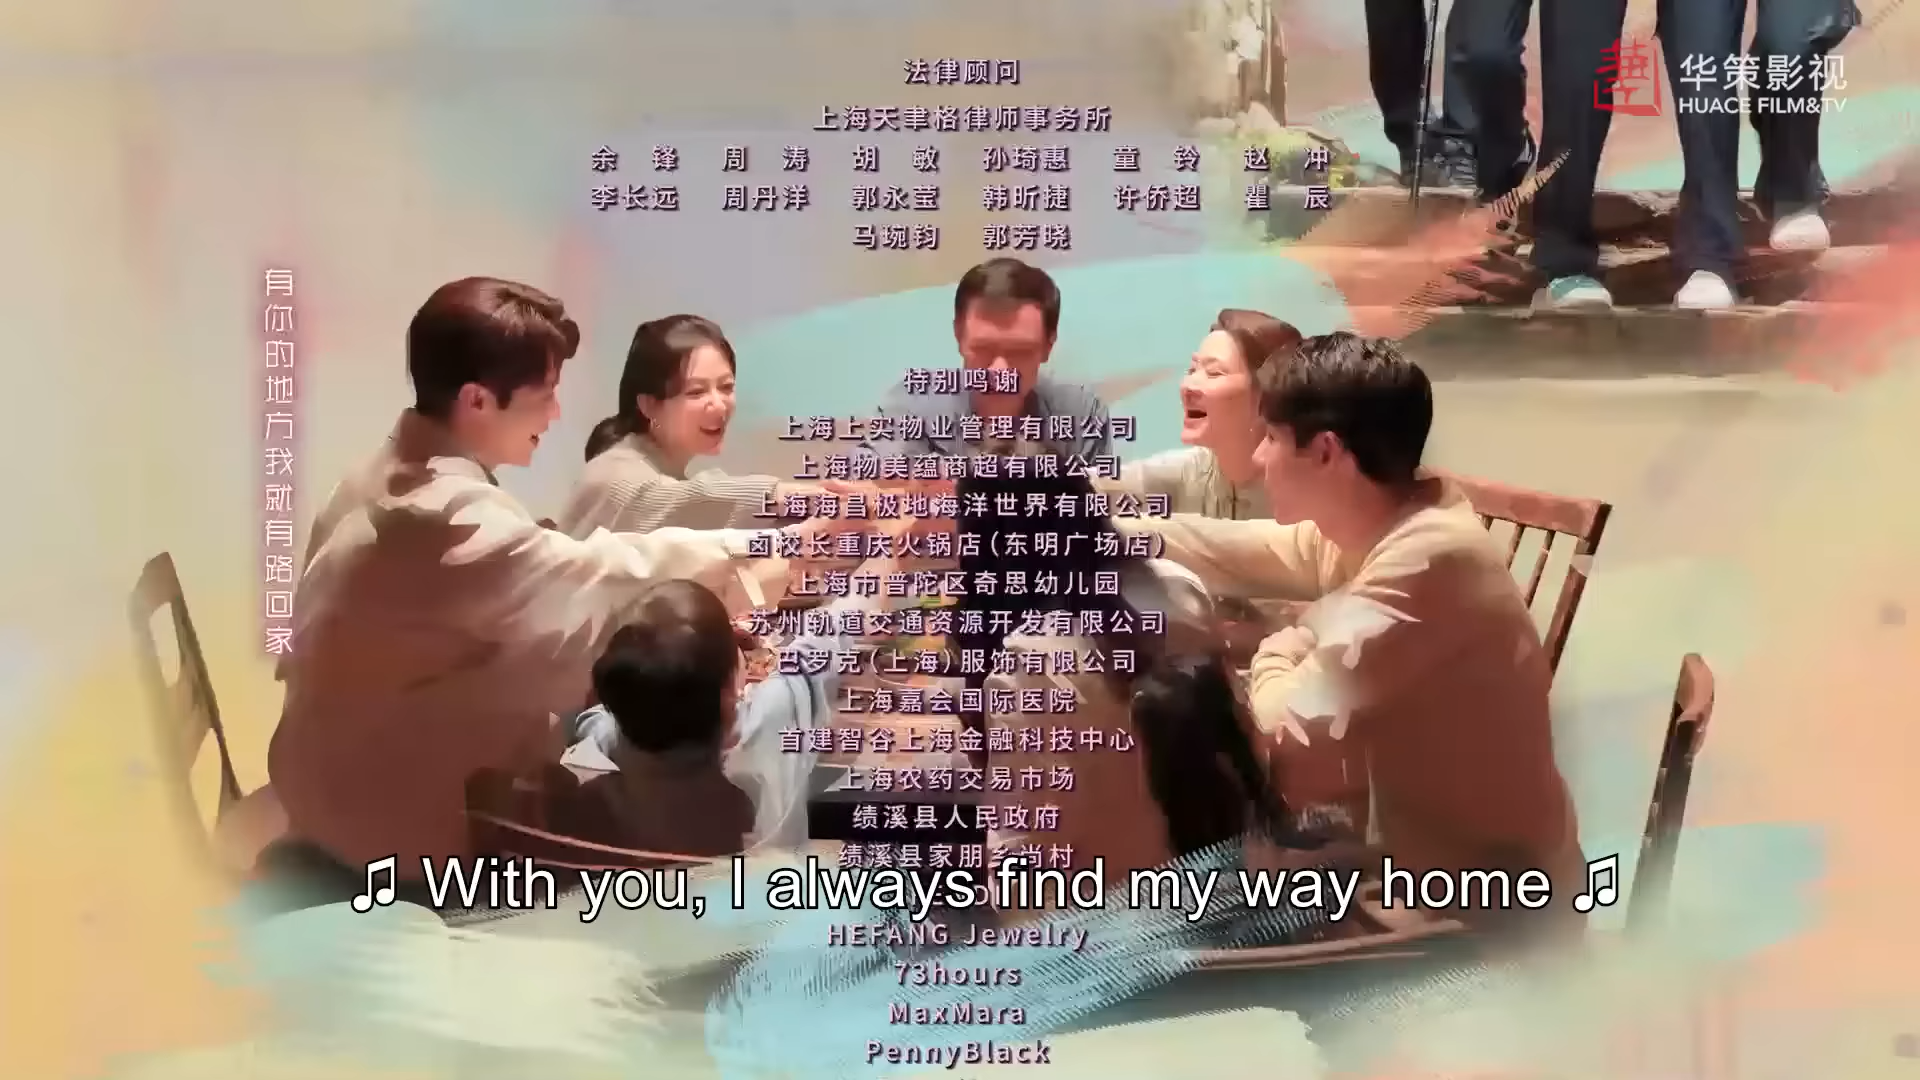 华策影视
HUACE FILM&TV
法律顾问
上海天聿格律师事务所
余 锋 周 涛 胡 敏 孙琦惠 童 铃 赵 冲
李长远 周丹洋 郭永莹 韩昕捷 许侨超 瞿 辰
马琬钧 郭芳晓
有你的地方我就有路回家
特别鸣谢
上海上实物业管理有限公司
上海物美蕴商超有限公司
上海海昌极地海洋世界有限公司
卤校长重庆火锅店(东明广场店)
上海市普陀区奇思幼儿园
苏州轨道交通资源开发有限公司
巴罗克(上海)服饰有限公司
上海嘉会国际医院
首建智谷上海金融科技中心
上海农药交易市场
绩溪县人民政府
绩溪县家朋乡尚村
♫ With you, I always find my way home ♫
HEFANG Jewelry
73hours
MaxMara
PennyBlack